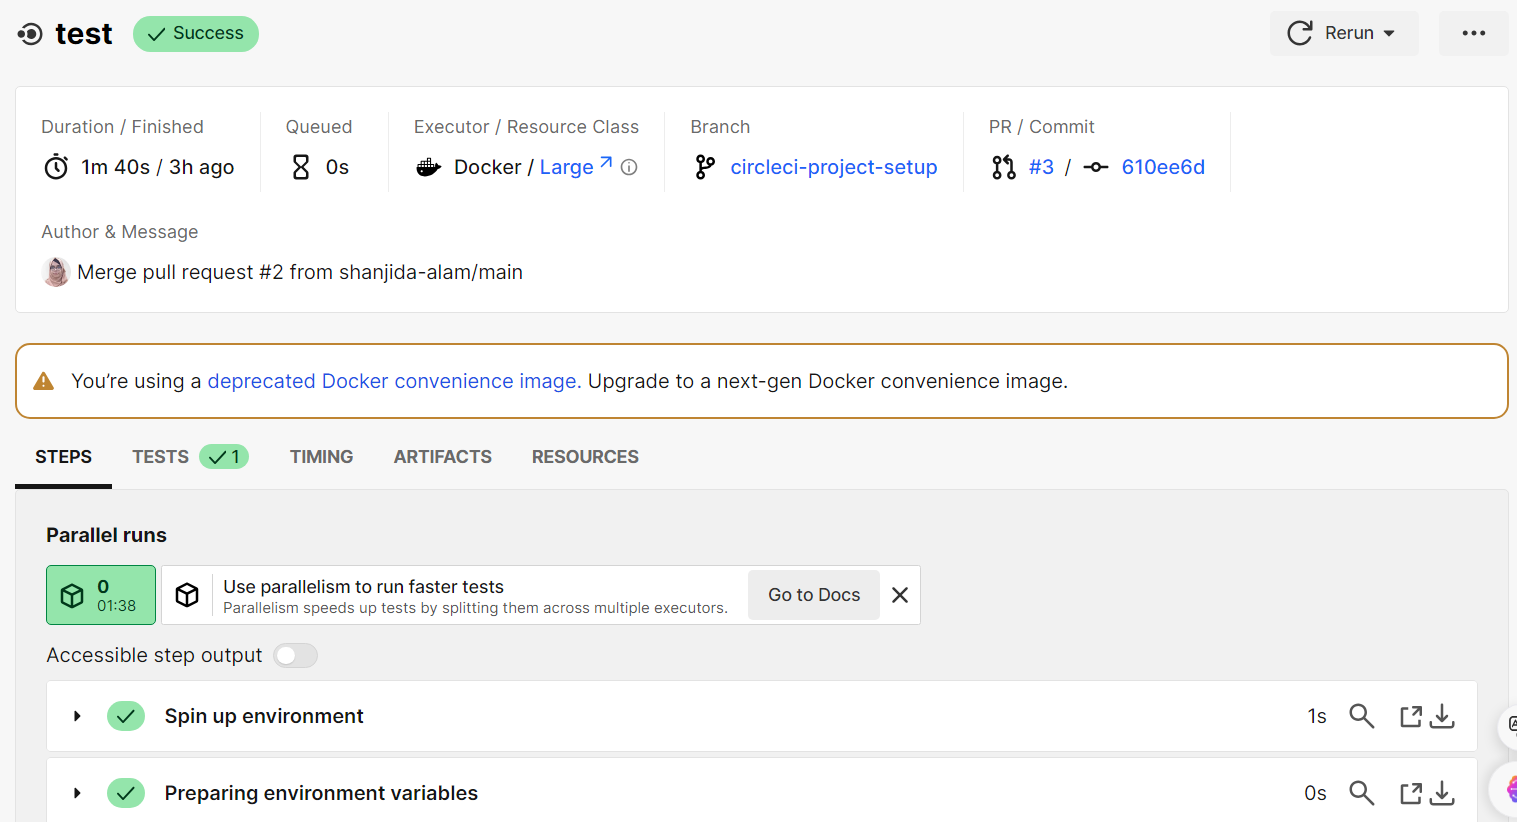 test Success Rerun
Duration / Finished Queued Executor / Resource Class Branch PR / Commit
1m 40s / 3h ago 0s Docker / Large circleci-project-setup #3 / 610ee6d
Author & Message
Merge pull request #2 from shanjida-alam/main
You’re using a deprecated Docker convenience image. Upgrade to a next-gen Docker convenience image.
STEPS TESTS 1 TIMING ARTIFACTS RESOURCES
Parallel runs
0
01:38
Use parallelism to run faster tests
Parallelism speeds up tests by splitting them across multiple executors.
Go to Docs
Accessible step output
Spin up environment 1s
Preparing environment variables 0s